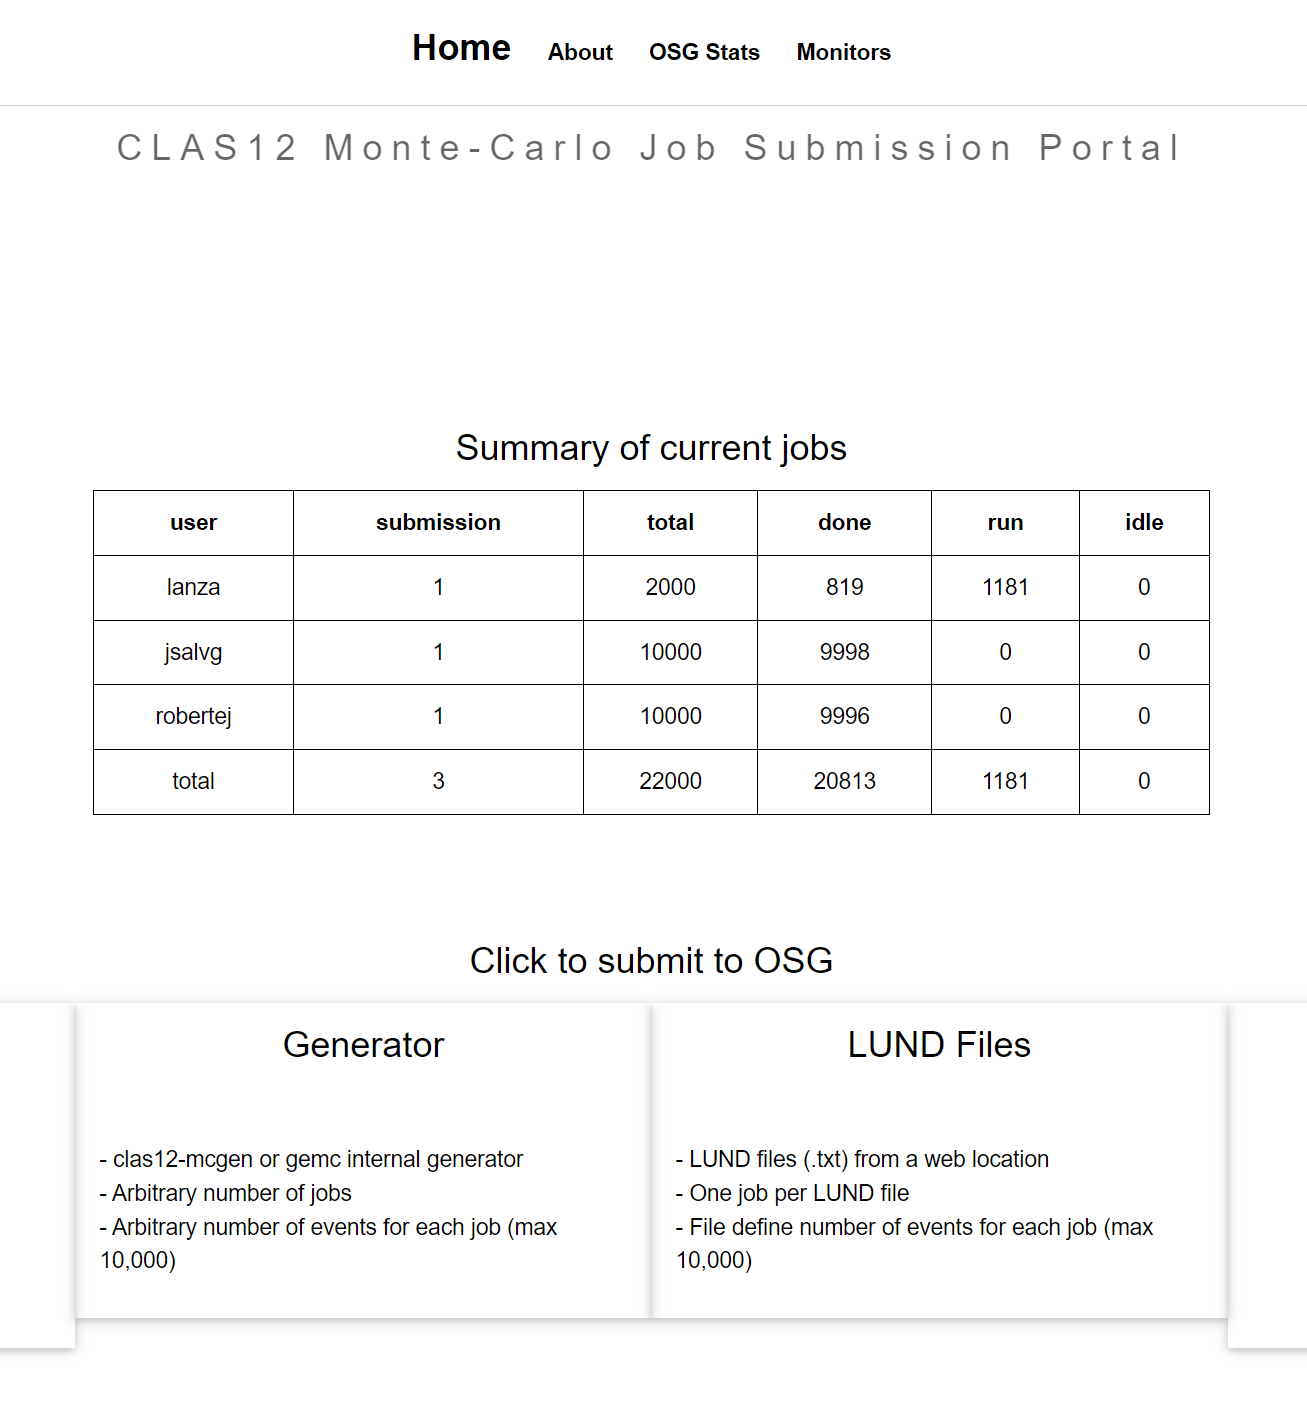 Home About OSG Stats Monitors
CLAS12 Monte-Carlo Job Submission Portal
Summary of current jobs
user submission total done run idle
lanza 1 2000 819 1181 0
jsalvg 1 10000 9998 0 0
robertej 1 10000 9996 0 0
total 3 22000 20813 1181 0
Click to submit to OSG
Generator
- clas12-mcgen or gemc internal generator
- Arbitrary number of jobs
- Arbitrary number of events for each job (max
10,000)
LUND Files
- LUND files (.txt) from a web location
- One job per LUND file
- File define number of events for each job (max
10,000)